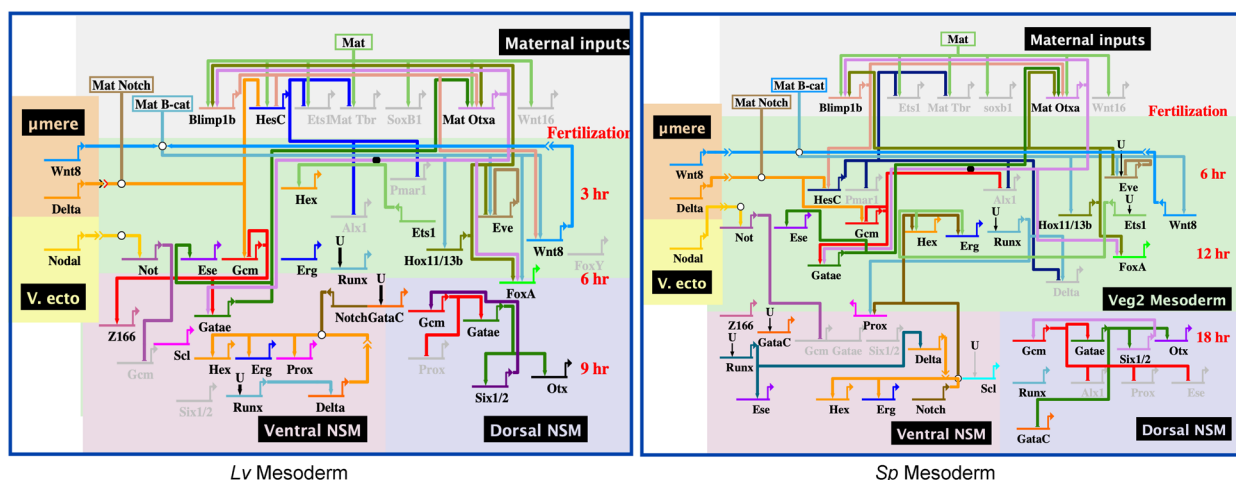 Mat
Maternal inputs
Mat Notch
Mat B-cat
Blimp1b
HesC
Ets1
Mat Tbr
SoxB1
Mat Otxa
Wnt16
Fertilization
µmere
Wnt8
Delta
Hex
Pmar1
Alx1
Ets1
Eve
3 hr
Nodal
Not
Ese
Gcm
Erg
U
Runx
Hox11/13b
Wnt8
FoxY
V. ecto
6 hr
FoxA
Z166
Gcm
Scl
Gatae
U
Notch
GataC
Gcm
Gatae
Prox
Hex
Erg
Prox
9 hr
Six1/2
U
Runx
Delta
Six1/2
Otx
Ventral NSM
Dorsal NSM
Lv Mesoderm
Mat
Maternal inputs
Mat B-cat
Mat Notch
Blimp1b
Ets1
Mat Tbr
soxb1
Mat Otxa
Wnt16
Fertilization
µmere
Wnt8
Delta
U
6 hr
HesC
Pmar1
Alx1
Eve
U
Nodal
Not
Ese
Gcm
Hex
Erg
U
Runx
Hox11/13b
Ets1
Wnt8
V. ecto
Gatae
FoxA
12 hr
Delta
Veg2 Mesoderm
Prox
Z166
U
GataC
U
Runx
Gcm
Gatae
Six1/2
Delta
U
Scl
Gcm
Gatae
Six1/2
Otx
18 hr
Ese
Hex
Erg
Notch
Runx
Alx1
Prox
Ese
GataC
Ventral NSM
Dorsal NSM
Sp Mesoderm